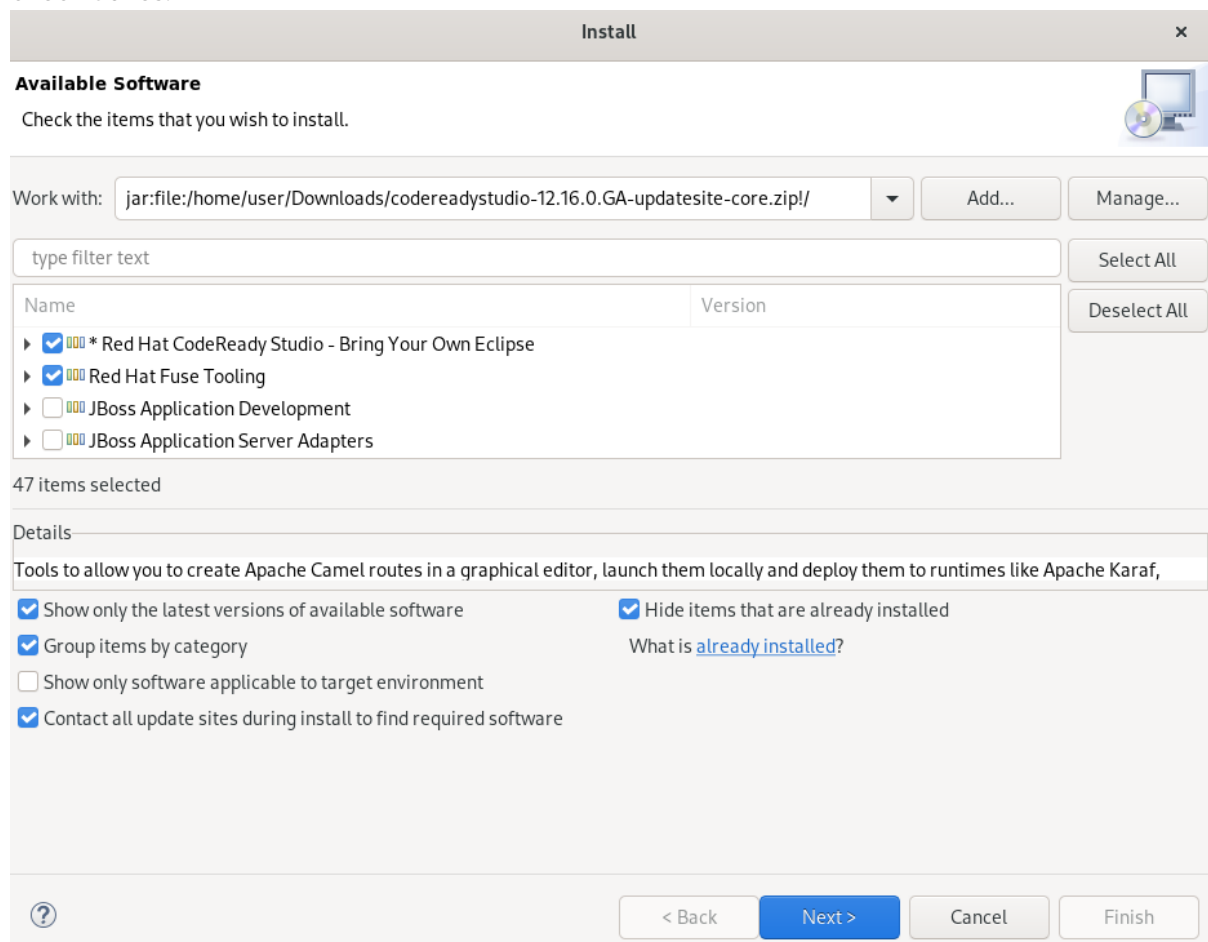 Install ×
Available Software
Check the items that you wish to install.
Work with: jar:file:/home/user/Downloads/codereadystudio-12.16.0.GA-updatesite-core.zip!/ Add... Manage...
type filter text Select All
Name Version Deselect All
* Red Hat CodeReady Studio - Bring Your Own Eclipse
Red Hat Fuse Tooling
JBoss Application Development
JBoss Application Server Adapters
47 items selected
Details
Tools to allow you to create Apache Camel routes in a graphical editor, launch them locally and deploy them to runtimes like Apache Karaf,
Show only the latest versions of available software Hide items that are already installed
Group items by category What is already installed?
Show only software applicable to target environment
Contact all update sites during install to find required software
? < Back Next > Cancel Finish